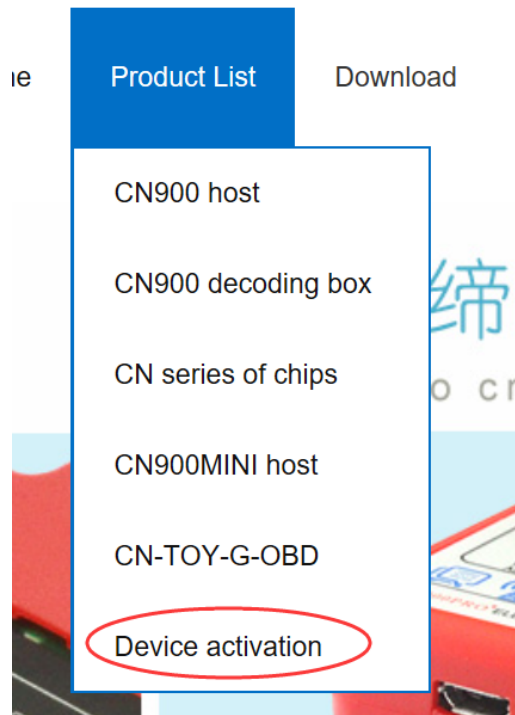 Product List
Download
CN900 host
CN900 decoding box
CN series of chips
CN900MINI host
CN-TOY-G-OBD
Device activation
缔